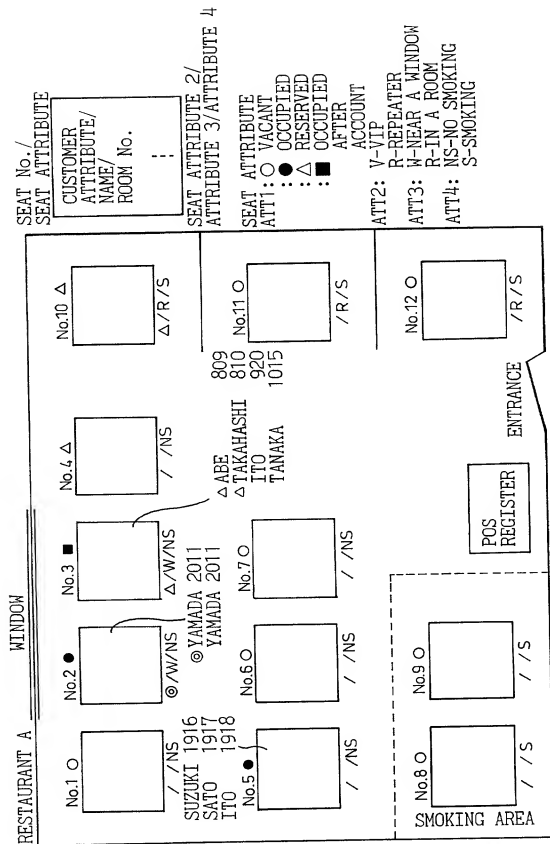 RESTAURANT A
WINDOW
No.1 ○
/ /NS
No.2 ●
◎/W/NS
No.3 ■
△/W/NS
No.4 △
/ /NS
No.10 △
△/R/S
SUZUKI 1916
SATO 1917
ITO 1918
◎YAMADA 2011
YAMADA 2011
△ABE 809
△TAKAHASHI 810
ITO 920
TANAKA 1015
No.5 ●
No.6 ○
/ /NS
No.7 ○
/ /NS
No.11 ○
/R/S
No.8 ○
/ /S
No.9 ○
/ /S
No.12 ○
/R/S
SMOKING AREA
POS
REGISTER
ENTRANCE
SEAT No./
SEAT ATTRIBUTE
CUSTOMER
ATTRIBUTE/
NAME/
ROOM No.
SEAT ATTRIBUTE 2/
ATTRIBUTE 3/ATTRIBUTE 4
SEAT ATTRIBUTE
ATT1:○ VACANT
:● OCCUPIED
:△ RESERVED
:■ OCCUPIED
AFTER
ACCOUNT
ATT2: V-VIP
R-REPEATER
ATT3: W-NEAR A WINDOW
R-IN A ROOM
ATT4: NS-NO SMOKING
S-SMOKING